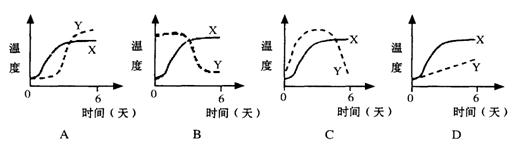 温度 Y X 0 6 时间（天） A
温度 X Y 0 6 时间（天） B
温度 X Y 0 6 时间（天） C
温度 X Y 0 6 时间（天） D